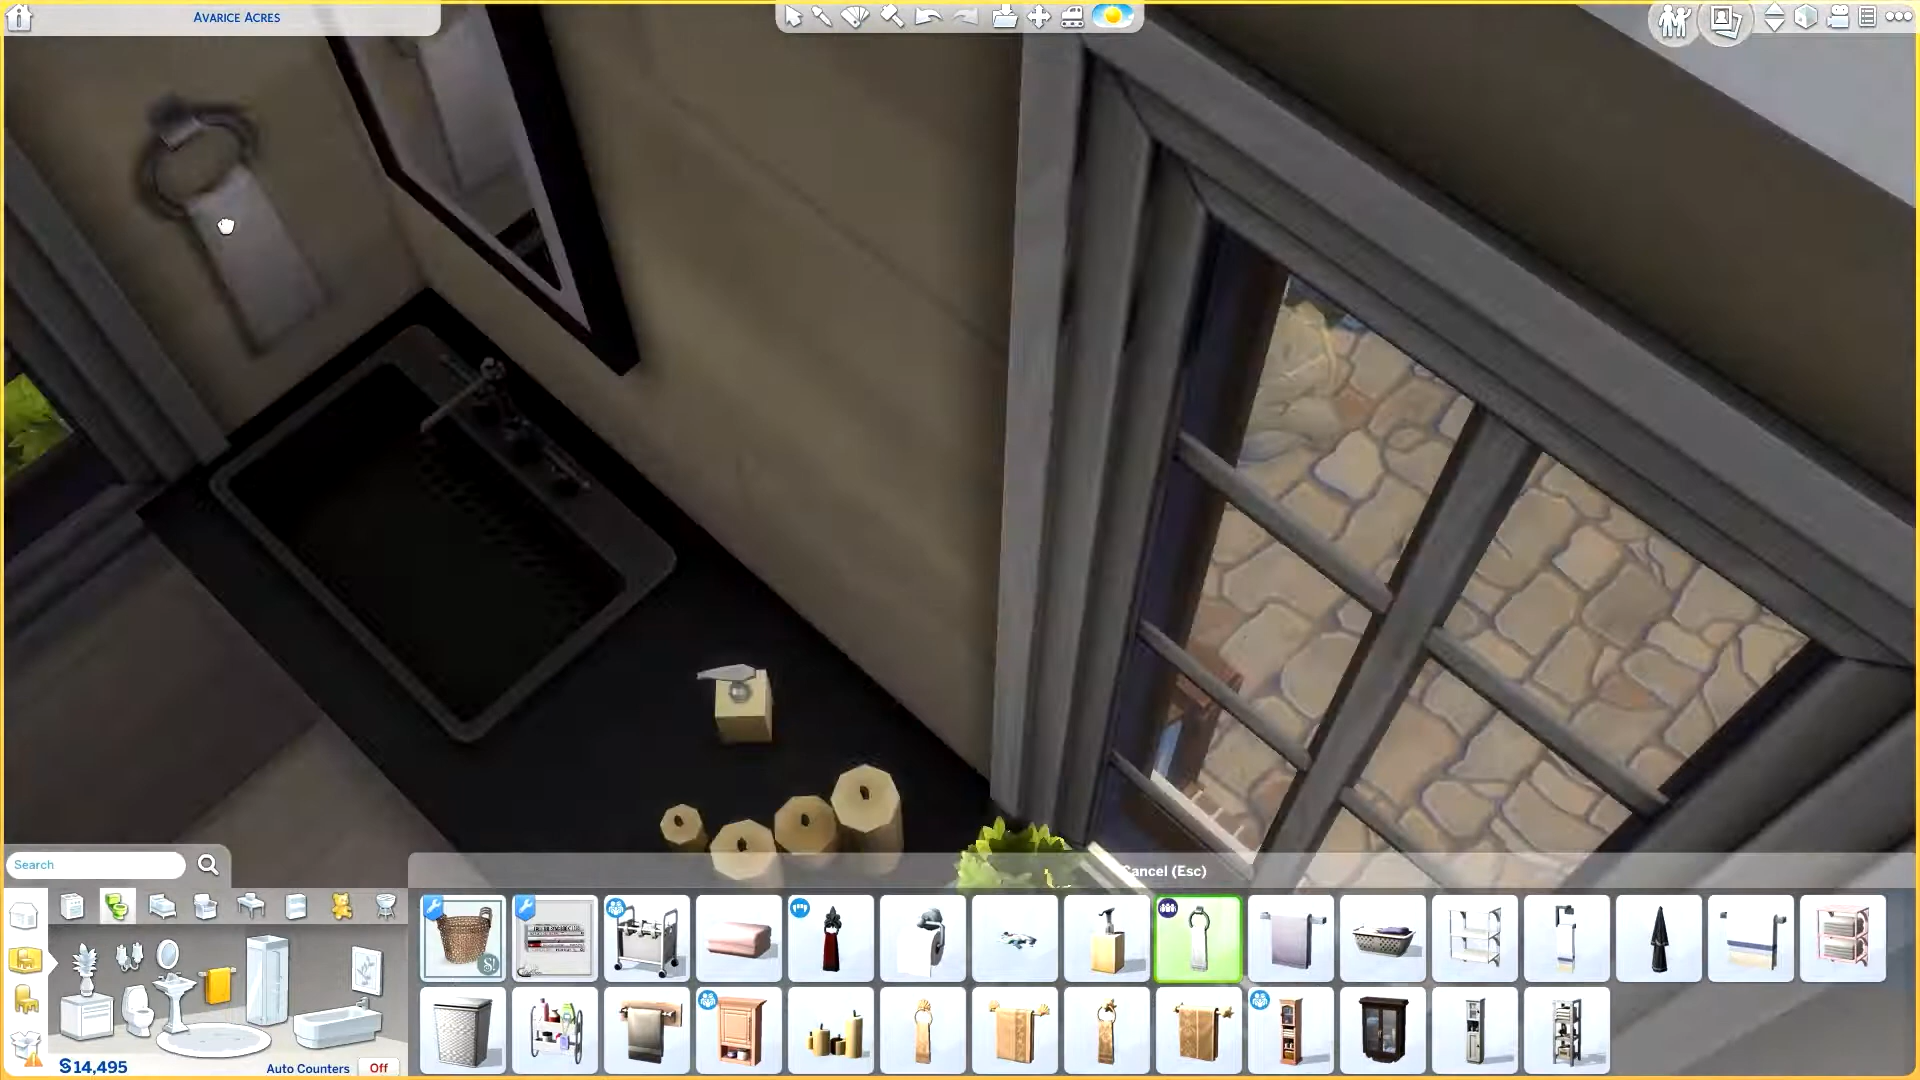 AVARICE ACRES
Search
Cancel (Esc)
§14,495
Auto Counters
Off